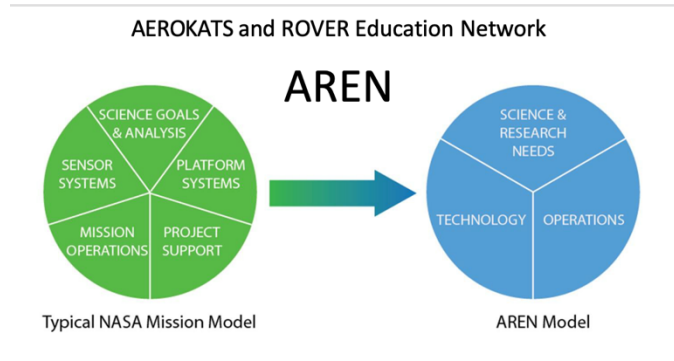 AEROKATS and ROVER Education Network
AREN
SCIENCE GOALS
& ANALYSIS
SENSOR
SYSTEMS
PLATFORM
SYSTEMS
MISSION
OPERATIONS
PROJECT
SUPPORT
Typical NASA Mission Model
SCIENCE &
RESEARCH
NEEDS
TECHNOLOGY
OPERATIONS
AREN Model